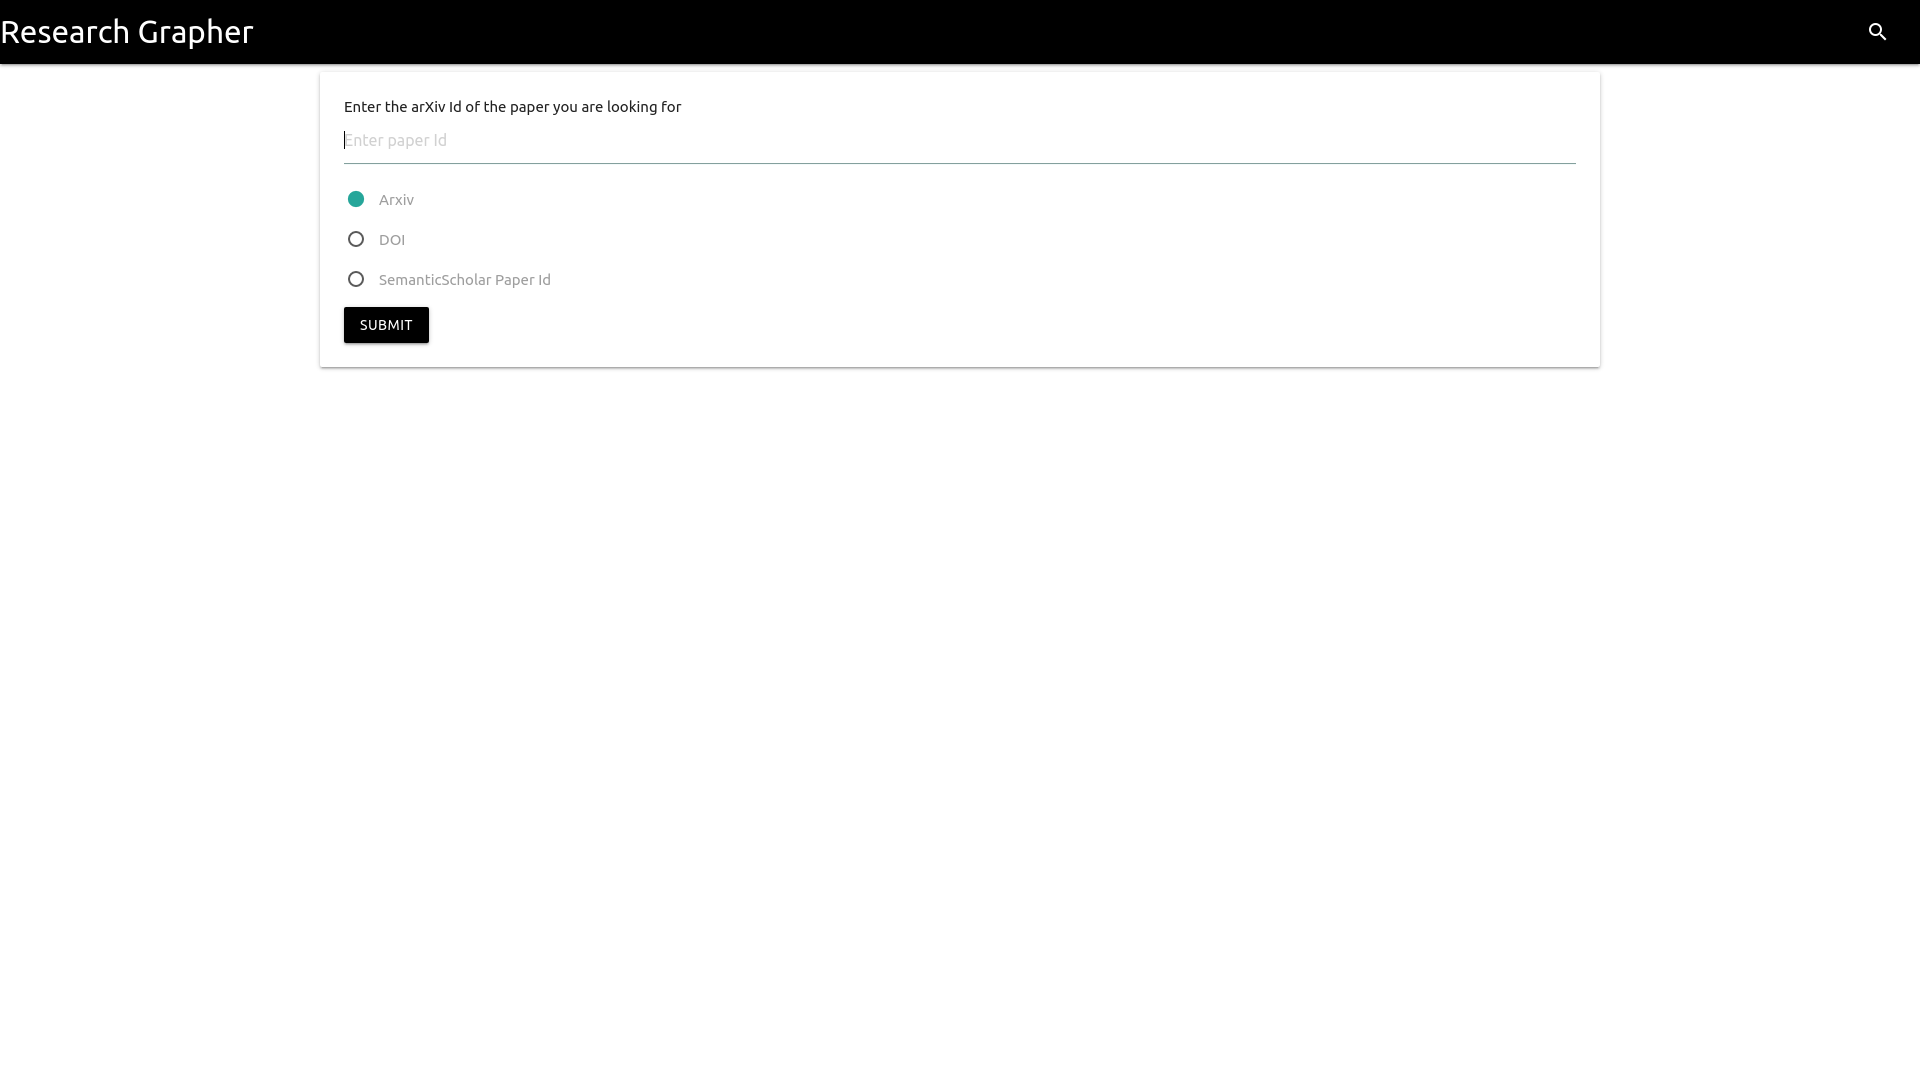 Research Grapher
Enter the arXiv Id of the paper you are looking for
Enter paper Id
Arxiv
DOI
SemanticScholar Paper Id
SUBMIT